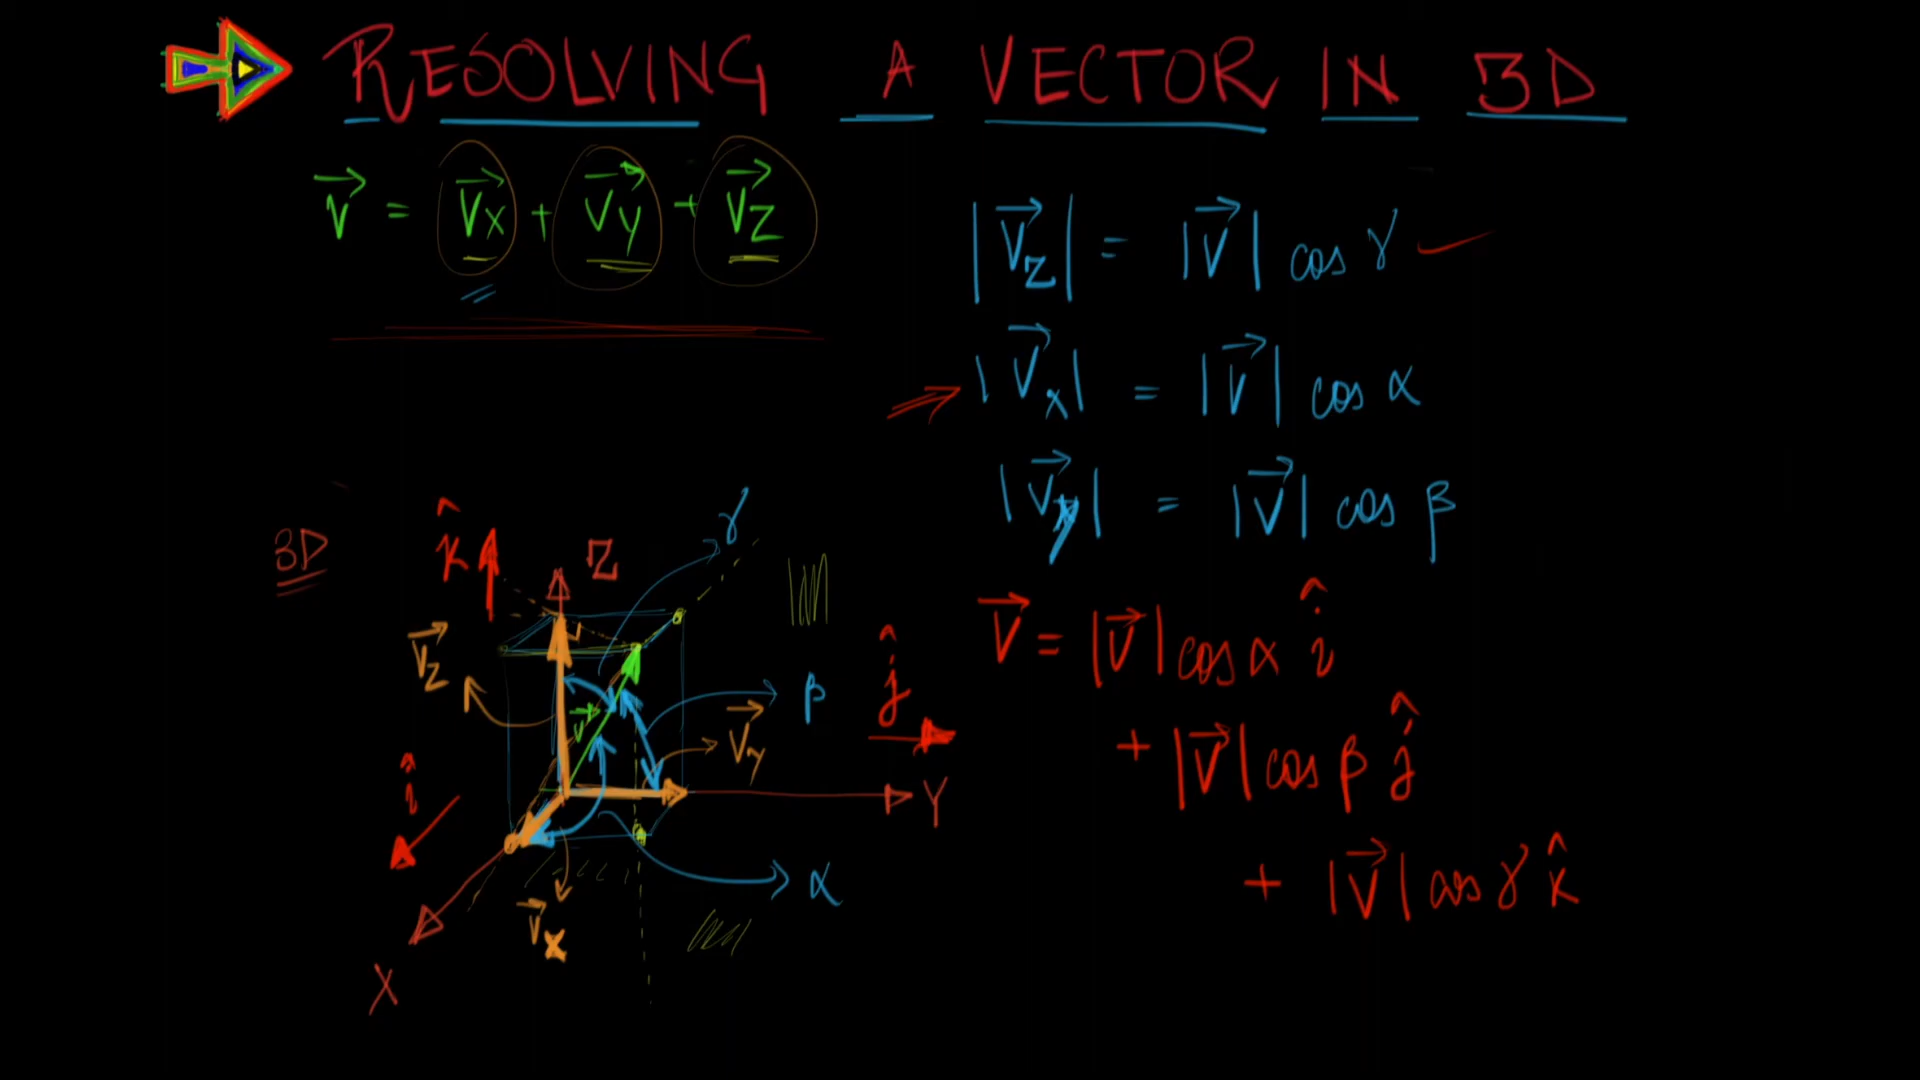 RESOLVING A VECTOR IN 3D
V⃗ = V⃗x + V⃗y + V⃗z
|V⃗z| = |V⃗| cos γ
|V⃗x| = |V⃗| cos α
|V⃗y| = |V⃗| cos β
V⃗ = |V⃗| cos α î
+ |V⃗| cos β ĵ
+ |V⃗| cos γ k̂
3D
k̂
Z
γ
V⃗z
V⃗
β
ĵ
V⃗y
Y
î
α
V⃗x
X